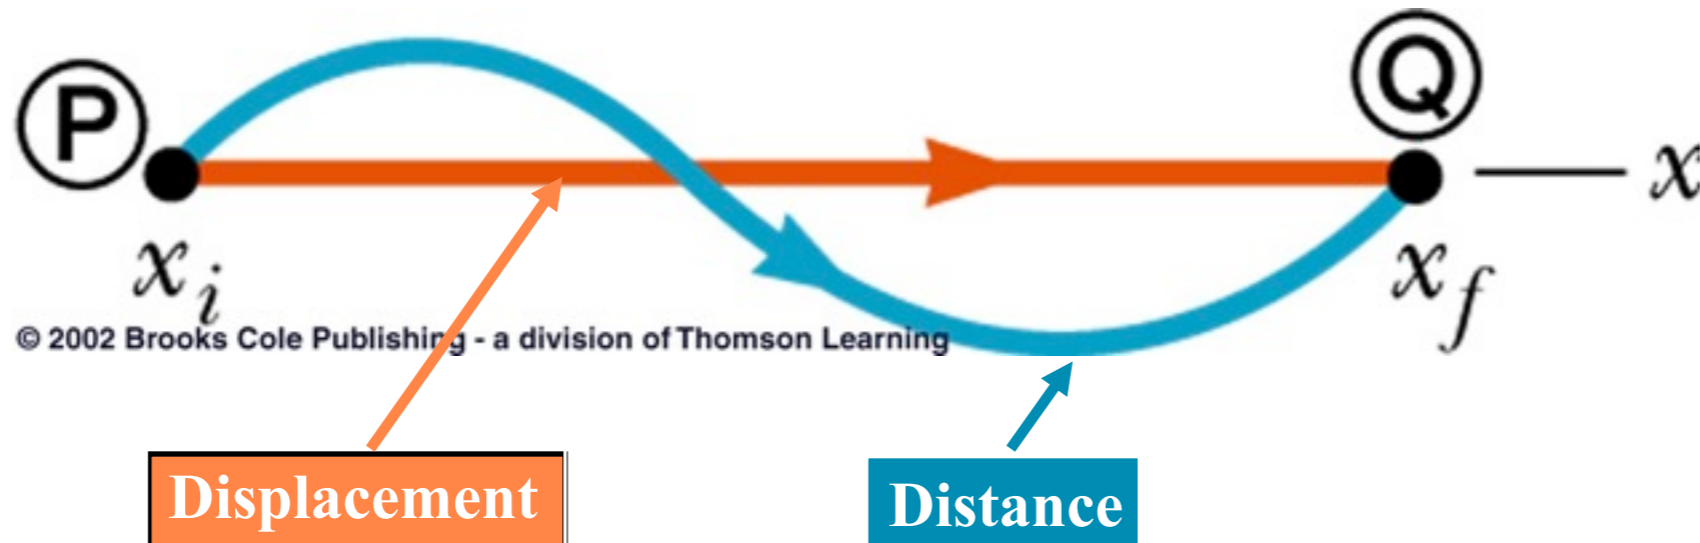 P
Q
x
x_i
x_f
© 2002 Brooks Cole Publishing - a division of Thomson Learning
Displacement
Distance